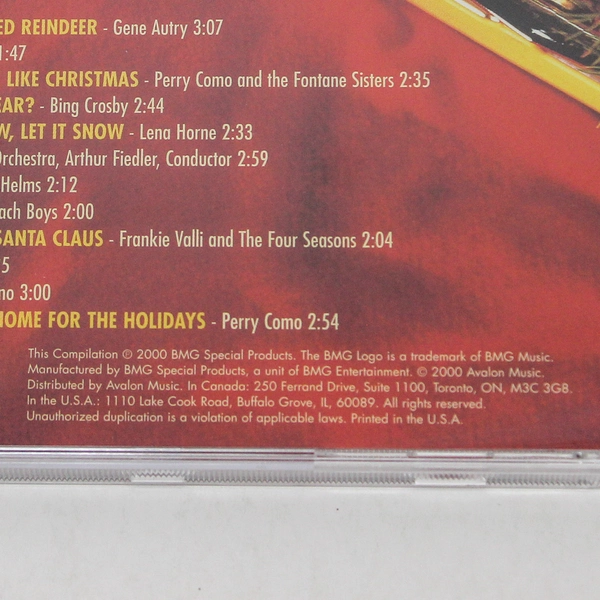 ED REINDEER - Gene Autry 3:07
1:47
LIKE CHRISTMAS - Perry Como and the Fontane Sisters 2:35
EAR? - Bing Crosby 2:44
W, LET IT SNOW - Lena Horne 2:33
Orchestra, Arthur Fiedler, Conductor 2:59
Helms 2:12
ach Boys 2:00
SANTA CLAUS - Frankie Valli and The Four Seasons 2:04
5
no 3:00
HOME FOR THE HOLIDAYS - Perry Como 2:54
This Compilation ℗ 2000 BMG Special Products. The BMG Logo is a trademark of BMG Music.
Manufactured by BMG Special Products, a unit of BMG Entertainment. © 2000 Avalon Music.
Distributed by Avalon Music. In Canada: 250 Ferrand Drive, Suite 1100, Toronto, ON, M3C 3G8.
In the U.S.A.: 1110 Lake Cook Road, Buffalo Grove, IL, 60089. All rights reserved.
Unauthorized duplication is a violation of applicable laws. Printed in the U.S.A.